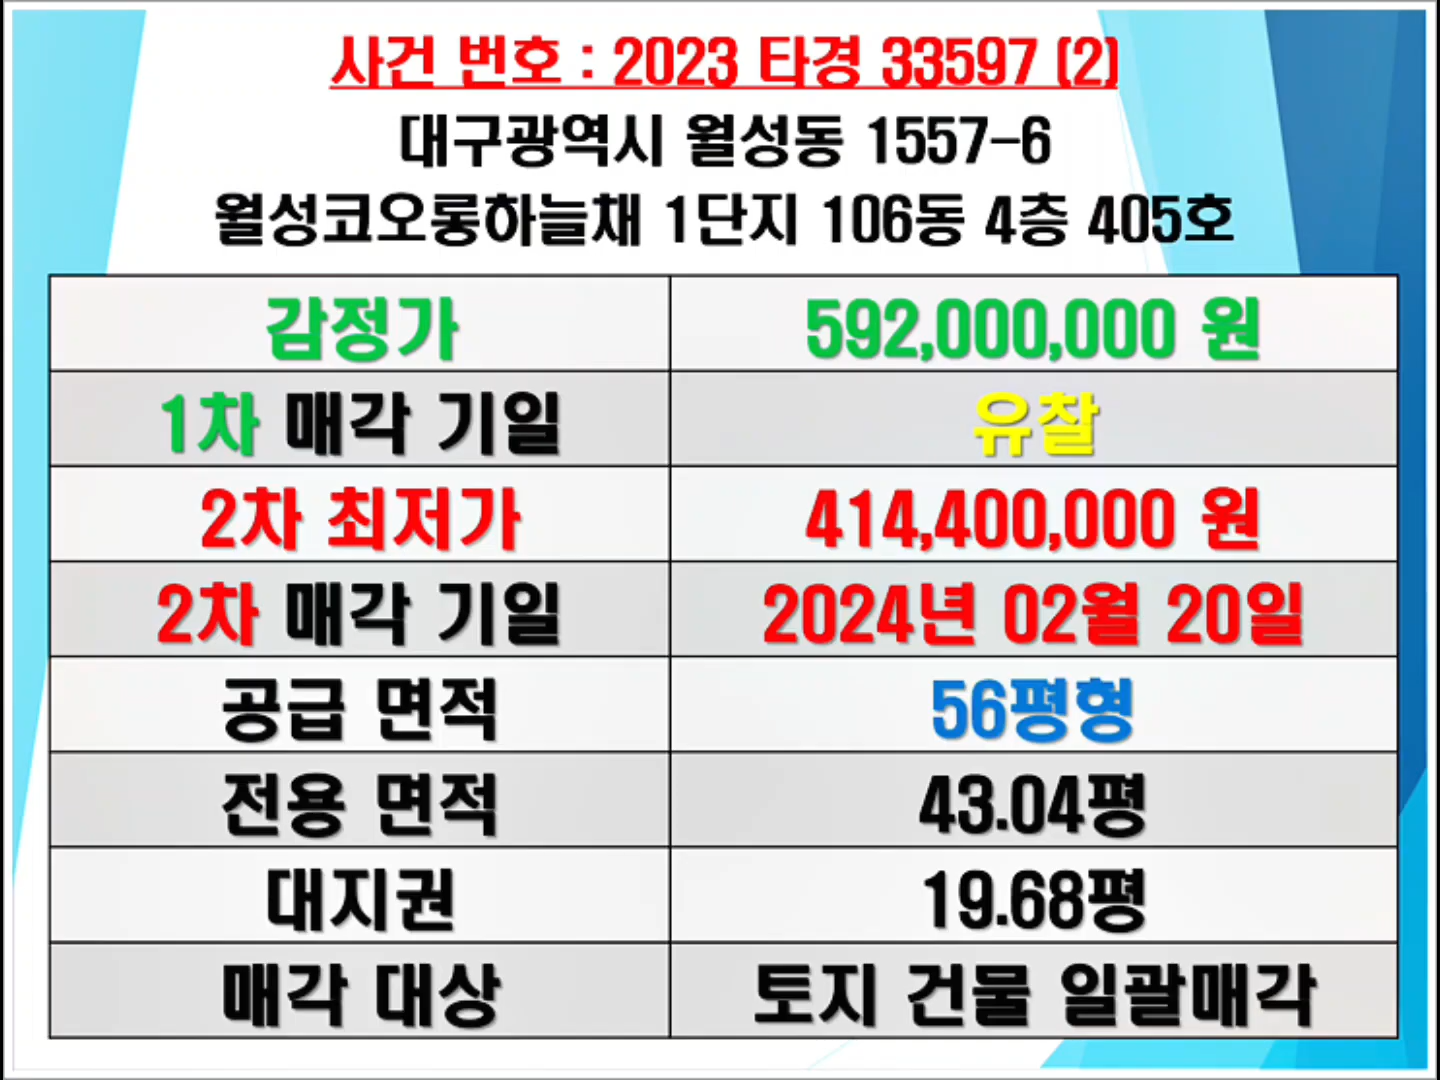 사건 번호 : 2023 타경 33597 (2)
대구광역시 월성동 1557-6
월성코오롱하늘채 1단지 106동 4층 405호
감정가 592,000,000 원
1차 매각 기일 유찰
2차 최저가 414,400,000 원
2차 매각 기일 2024년 02월 20일
공급 면적 56평형
전용 면적 43.04평
대지권 19.68평
매각 대상 토지 건물 일괄매각